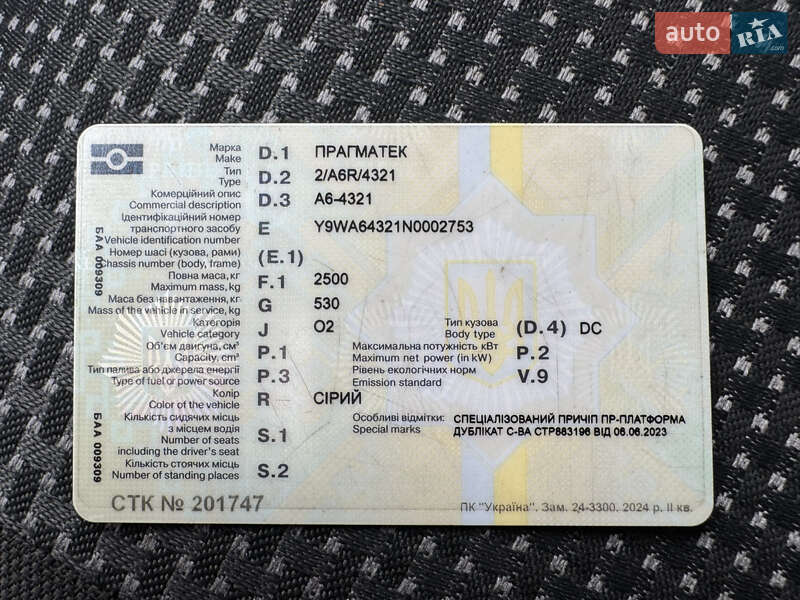 auto RIA.com
Марка
Make D.1 ПРАГМАТЕК
Тип
Type D.2 2/A6R/4321
Комерційний опис
Commercial description D.3 A6-4321
Ідентифікаційний номер
транспортного засобу E Y9WA64321N0002753
Vehicle identification number
Номер шасі (кузова, рами) (E.1)
Chassis number (body, frame)
Повна маса, кг
Maximum mass, kg F.1 2500
Маса без навантаження, кг
Mass of the vehicle in service, kg G 530
Категорія
Vehicle category J O2
Тип кузова
Body type (D.4) DC
Об'єм двигуна, см³
Capacity, cm³ P.1
Максимальна потужність кВт
Maximum net power (in kW) P.2
Тип палива або джерела енергії
Type of fuel or power source P.3
Рівень екологічних норм
Emission standard V.9
Колір
Color of the vehicle R СІРИЙ
Кількість сидячих місць
з місцем водія S.1
Number of seats
including the driver's seat
Особливі відмітки: СПЕЦІАЛІЗОВАНИЙ ПРИЧІП ПР-ПЛАТФОРМА
Special marks ДУБЛІКАТ С-ВА СТР883196 ВІД 06.06.2023
Кількість стоячих місць
Number of standing places S.2
БАА 009309
БАА 009309
СТК № 201747
ПК "Україна". Зам. 24-3300. 2024 р. II кв.